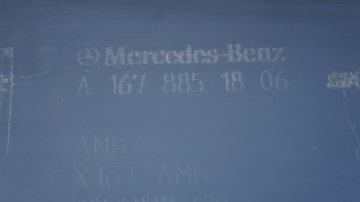 Mercedes-Benz
A 167 885 18 06
AMG
X167 AMG